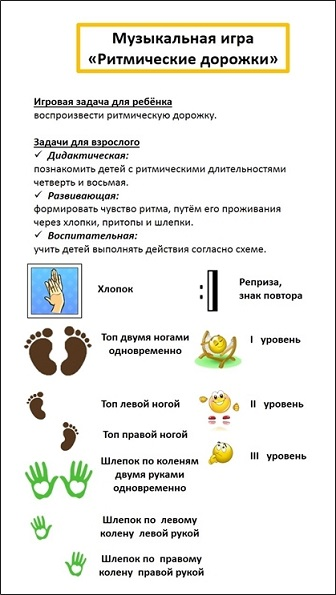 Музыкальная игра
«Ритмические дорожки»
Игровая задача для ребёнка
воспроизвести ритмическую дорожку.
Задачи для взрослого
✓ Дидактическая:
познакомить детей с ритмическими длительностями
четверть и восьмая.
✓ Развивающая:
формировать чувство ритма, путём его проживания
через хлопки, притопы и шлепки.
✓ Воспитательная:
учить детей выполнять действия согласно схеме.
Хлопок
Реприза,
знак повтора
Топ двумя ногами
одновременно
I уровень
Топ левой ногой
II уровень
Топ правой ногой
III уровень
Шлепок по коленям
двумя руками
одновременно
Шлепок по левому
колену левой рукой
Шлепок по правому
колену правой рукой